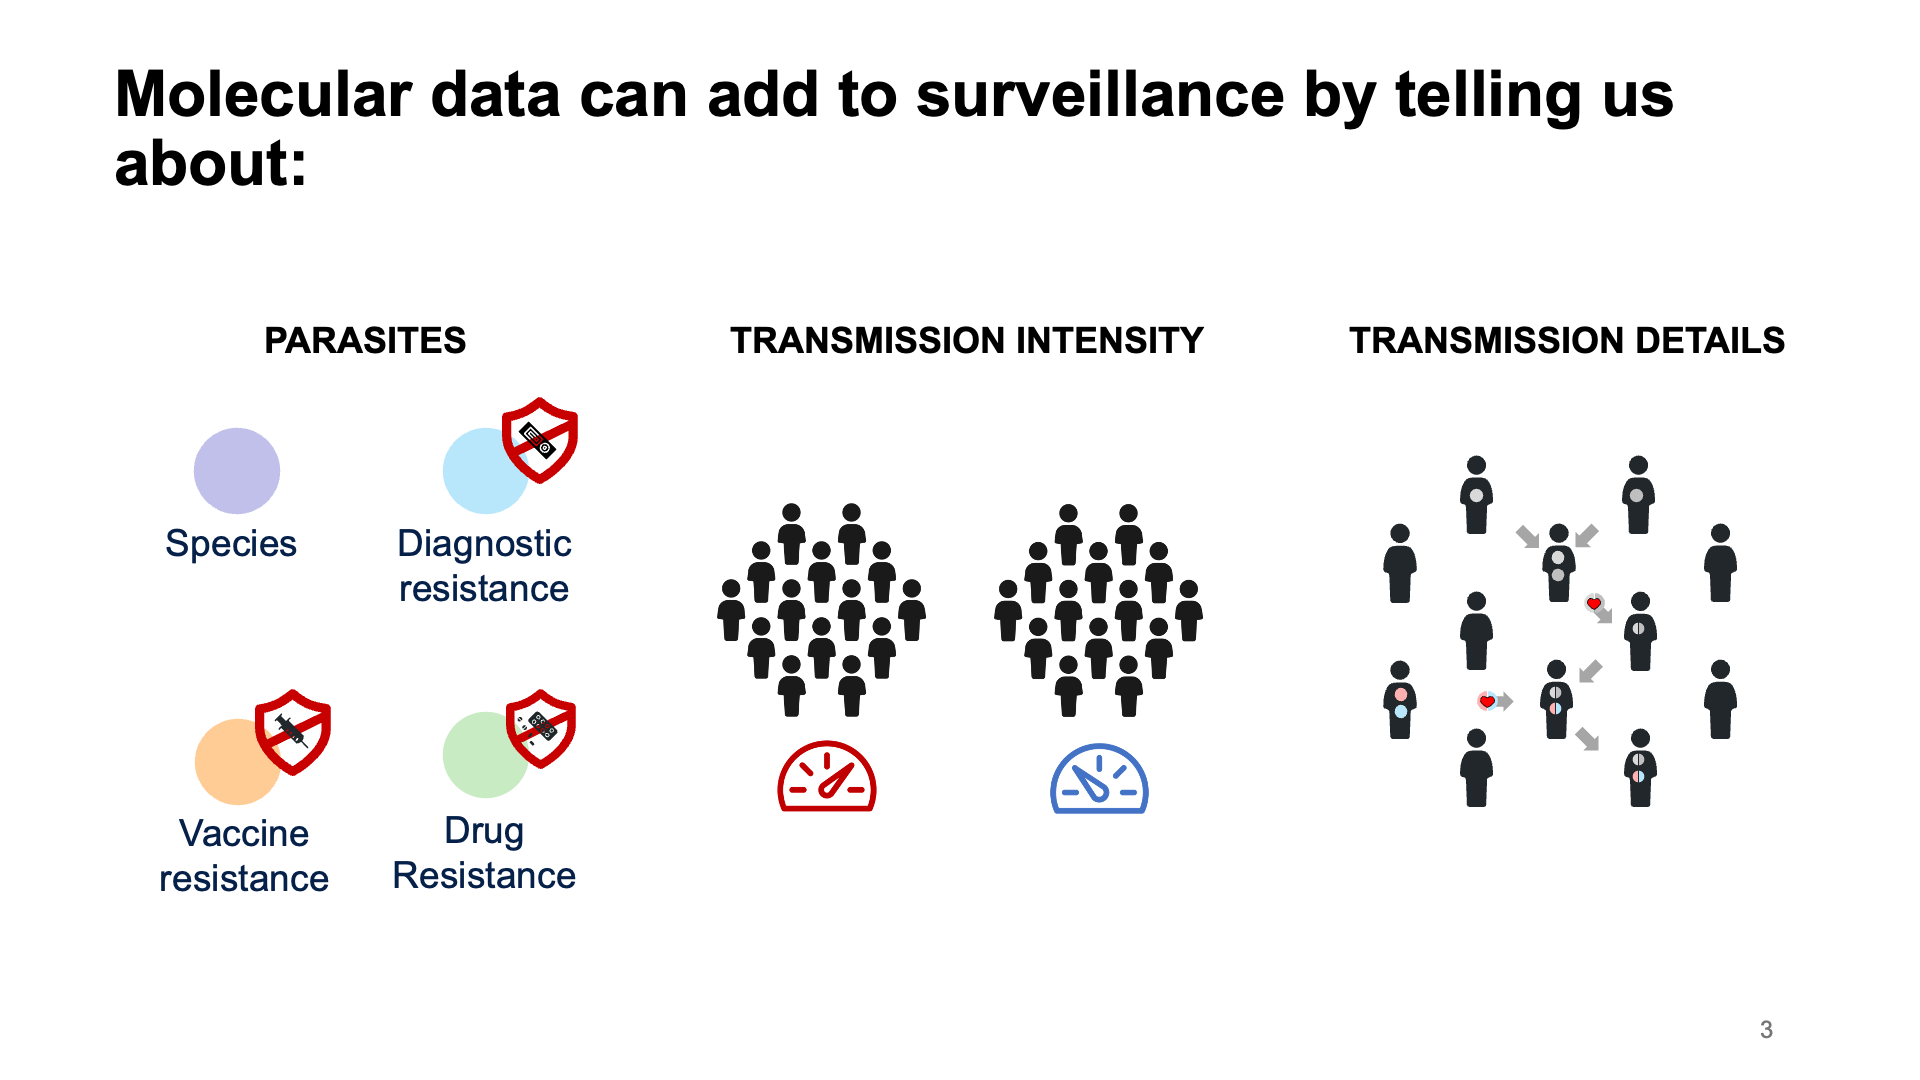 Molecular data can add to surveillance by telling us
about:
PARASITES
Species
Diagnostic
resistance
Vaccine
resistance
Drug
Resistance
TRANSMISSION INTENSITY
TRANSMISSION DETAILS
3